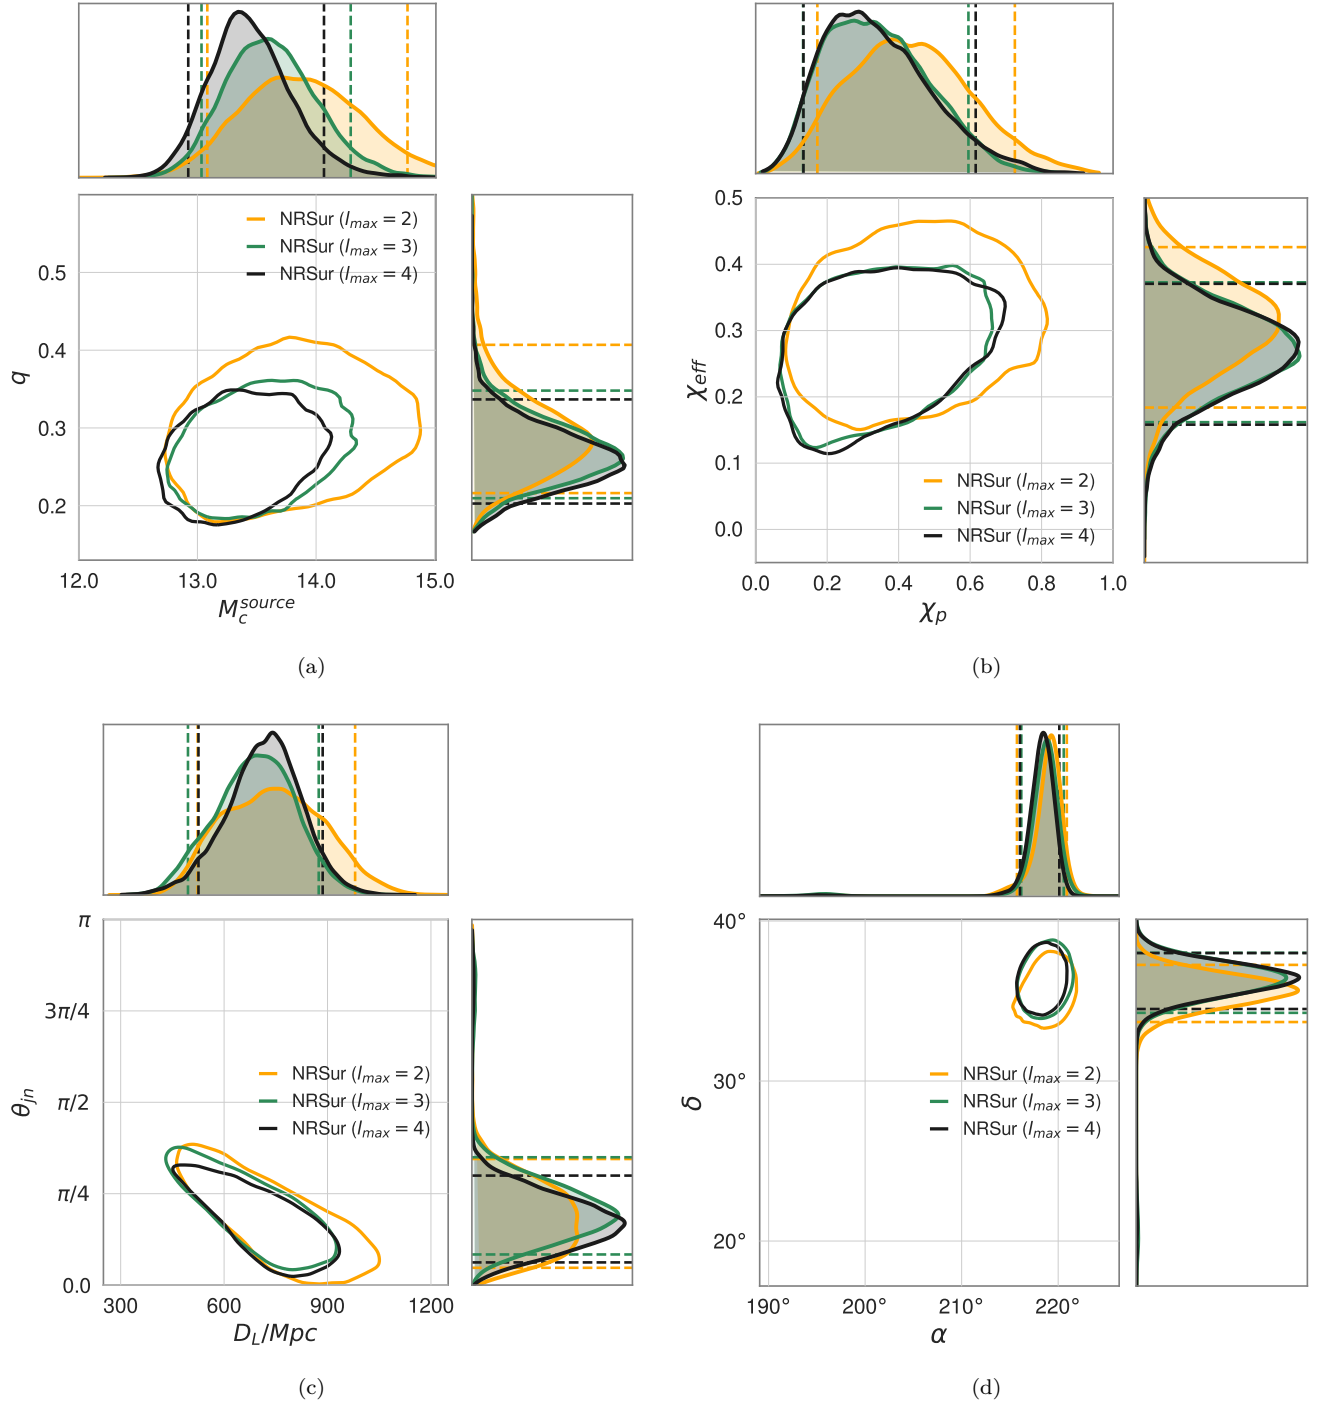 0.5
0.4
0.3
0.2
q
NRSur (l_max = 2)
NRSur (l_max = 3)
NRSur (l_max = 4)
12.0 13.0 14.0 15.0
M_c^source
(a)
0.5
0.4
0.3
0.2
0.1
0.0
χ_eff
NRSur (l_max = 2)
NRSur (l_max = 3)
NRSur (l_max = 4)
0.0 0.2 0.4 0.6 0.8 1.0
χ_p
(b)
π
3π/4
π/2
π/4
0.0
θ_jn
NRSur (l_max = 2)
NRSur (l_max = 3)
NRSur (l_max = 4)
300 600 900 1200
D_L/Mpc
(c)
40°
30°
20°
δ
NRSur (l_max = 2)
NRSur (l_max = 3)
NRSur (l_max = 4)
190° 200° 210° 220°
α
(d)